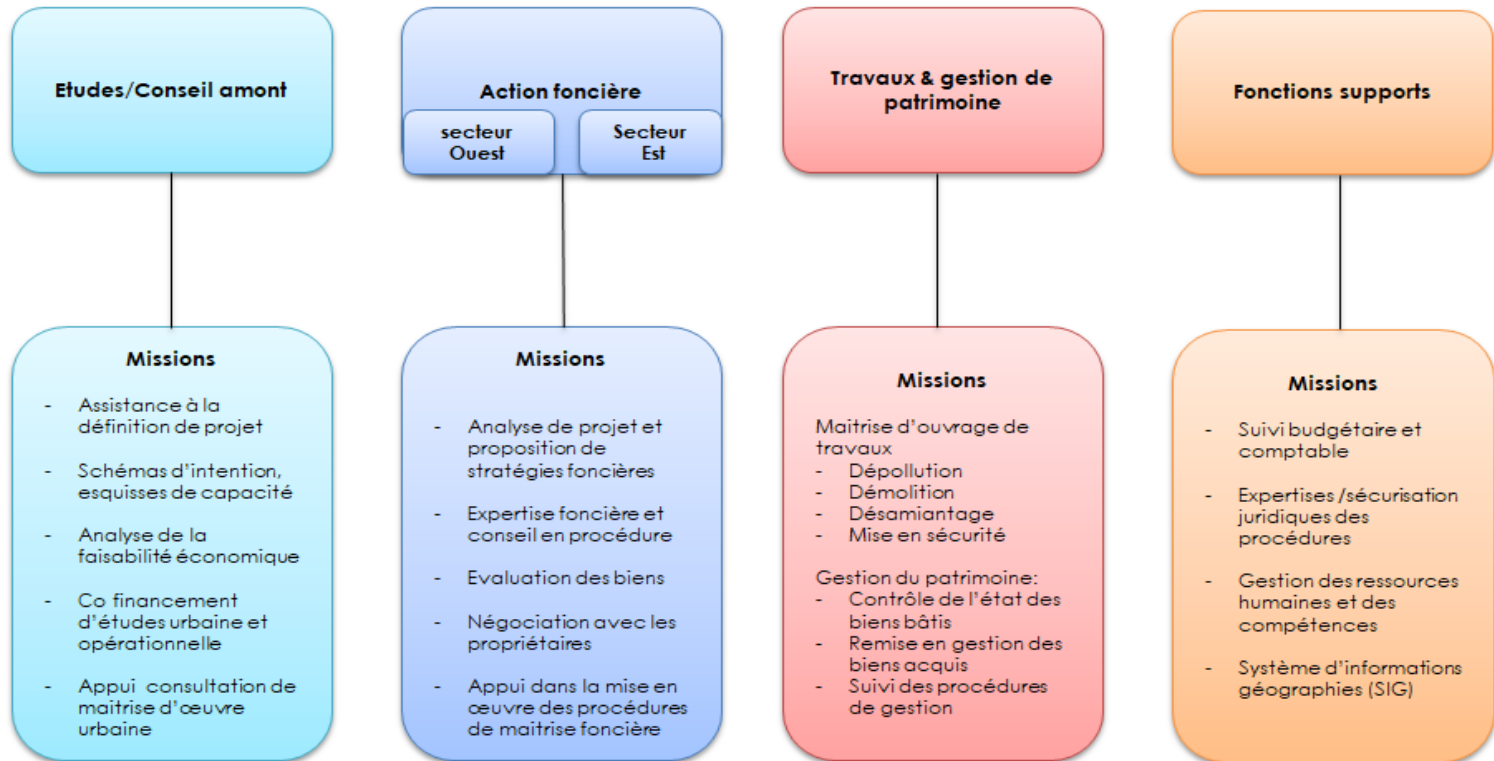 Etudes/Conseil amont
Action foncière
secteur
Ouest
Secteur
Est
Travaux & gestion de
patrimoine
Fonctions supports
Missions
- Assistance à la
définition de projet
- Schémas d'intention,
esquisses de capacité
- Analyse de la
faisabilité économique
- Co financement
d'études urbaine et
opérationnelle
- Appui consultation de
maitrise d'œuvre
urbaine
Missions
- Analyse de projet et
proposition de
stratégies foncières
- Expertise foncière et
conseil en procédure
- Evaluation des biens
- Négociation avec les
propriétaires
- Appui dans la mise en
œuvre des procédures
de maitrise foncière
Missions
Maitrise d'ouvrage de
travaux
- Dépollution
- Démolition
- Désamiantage
- Mise en sécurité
Gestion du patrimoine:
- Contrôle de l'état des
biens bâtis
- Remise en gestion des
biens acquis
- Suivi des procédures
de gestion
Missions
- Suivi budgétaire et
comptable
- Expertises /sécurisation
juridiques des
procédures
- Gestion des ressources
humaines et des
compétences
- Système d'informations
géographies (SIG)